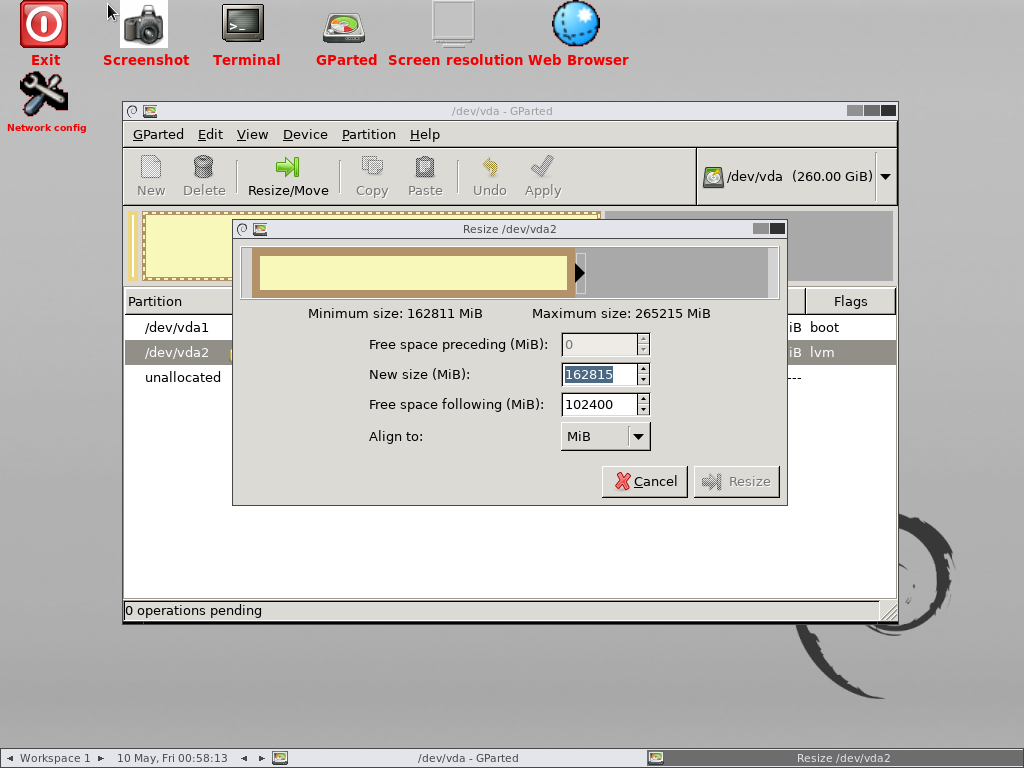 Exit
Screenshot
Terminal
GParted
Screen resolution
Web Browser
Network config
/dev/vda - GParted
GParted Edit View Device Partition Help
New Delete Resize/Move Copy Paste Undo Apply
/dev/vda (260.00 GiB)
Resize /dev/vda2
Minimum size: 162811 MiB Maximum size: 265215 MiB
Free space preceding (MiB): 0
New size (MiB): 162815
Free space following (MiB): 102400
Align to: MiB
Cancel Resize
Partition Flags
/dev/vda1 iB boot
/dev/vda2 iB lvm
unallocated ---
0 operations pending
Workspace 1 10 May, Fri 00:58:13 /dev/vda - GParted Resize /dev/vda2